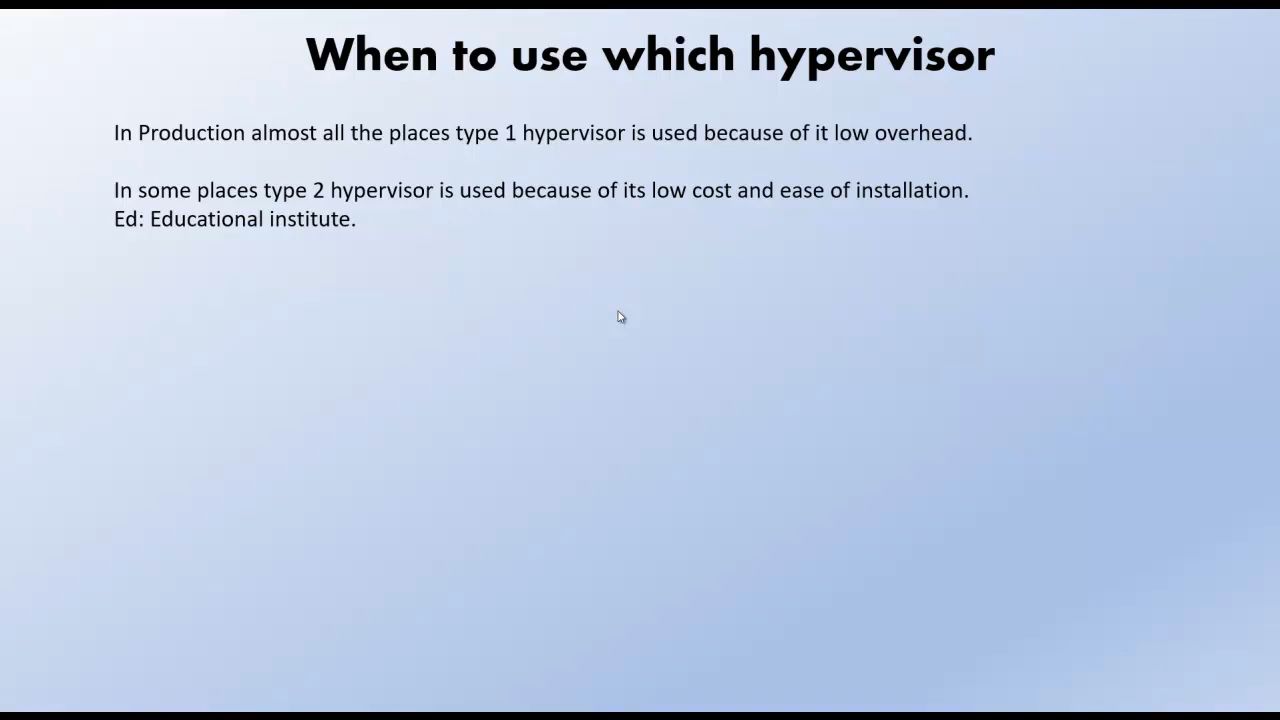 When to use which hypervisor
In Production almost all the places type 1 hypervisor is used because of it low overhead.
In some places type 2 hypervisor is used because of its low cost and ease of installation.
Ed: Educational institute.